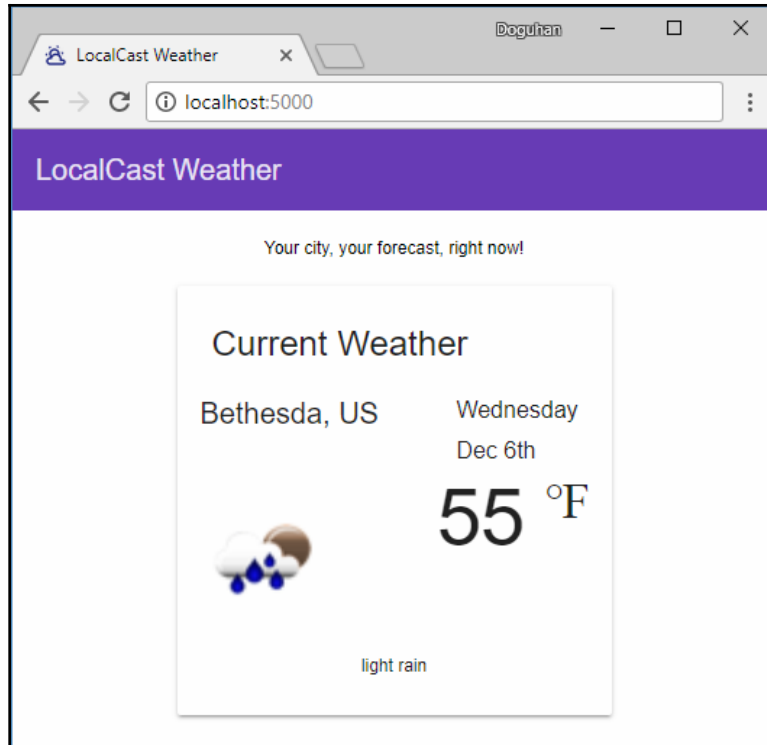 Doguhan
LocalCast Weather
localhost:5000
LocalCast Weather
Your city, your forecast, right now!
Current Weather
Bethesda, US
Wednesday
Dec 6th
55 °F
light rain